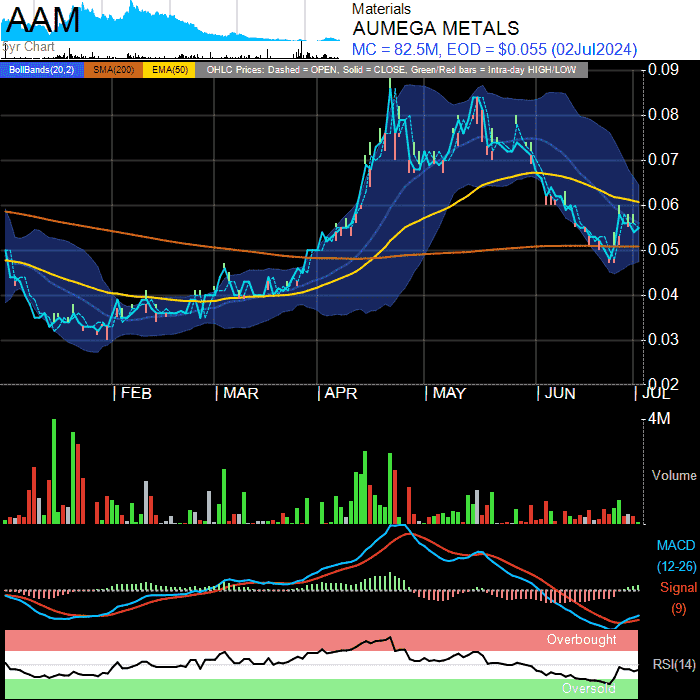 AAM
5yr Chart
Materials
AUMEGA METALS
MC = 82.5M, EOD = $0.055 (02Jul2024)
BollBands(20,2) SMA(200) EMA(50) OHLC Prices: Dashed = OPEN, Solid = CLOSE, Green/Red bars = Intra-day HIGH/LOW
0.09
0.08
0.07
0.06
0.05
0.04
0.03
0.02
FEB MAR APR MAY JUN JUL
4M
Volume
MACD
(12-26)
Signal
(9)
Overbought
RSI(14)
Oversold